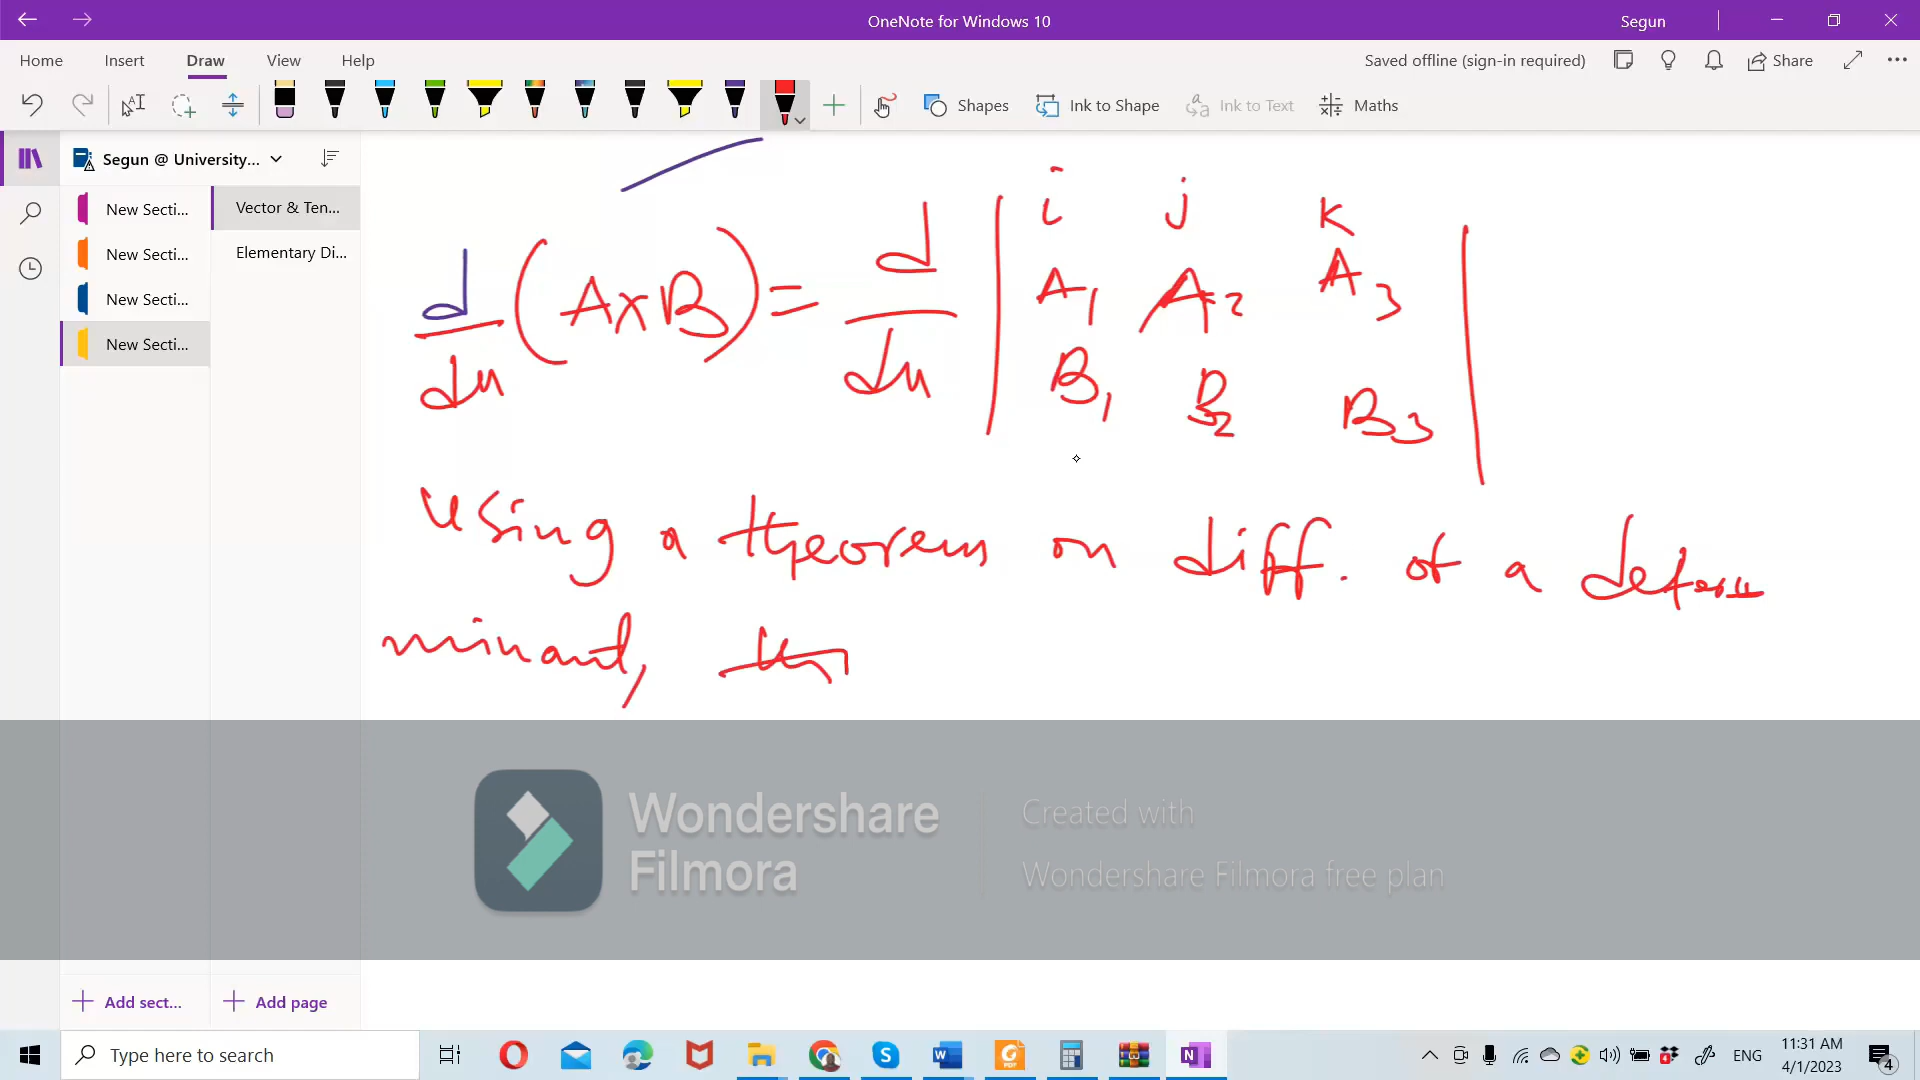 OneNote for Windows 10
Segun
Home Insert Draw View Help
Saved offline (sign-in required)
Share
Shapes
Ink to Shape
Ink to Text
Maths
Segun @ University...
New Secti...
New Secti...
New Secti...
New Secti...
Vector & Ten...
Elementary Di...
d/du (A×B) = d/du | i j k
A1 A2 A3
B1 B2 B3 |
Using a theorem on diff. of a deter
minant,
Wondershare
Filmora
Created with
Wondershare Filmora free plan
Add sect...
Add page
Type here to search
ENG
11:31 AM
4/1/2023
4